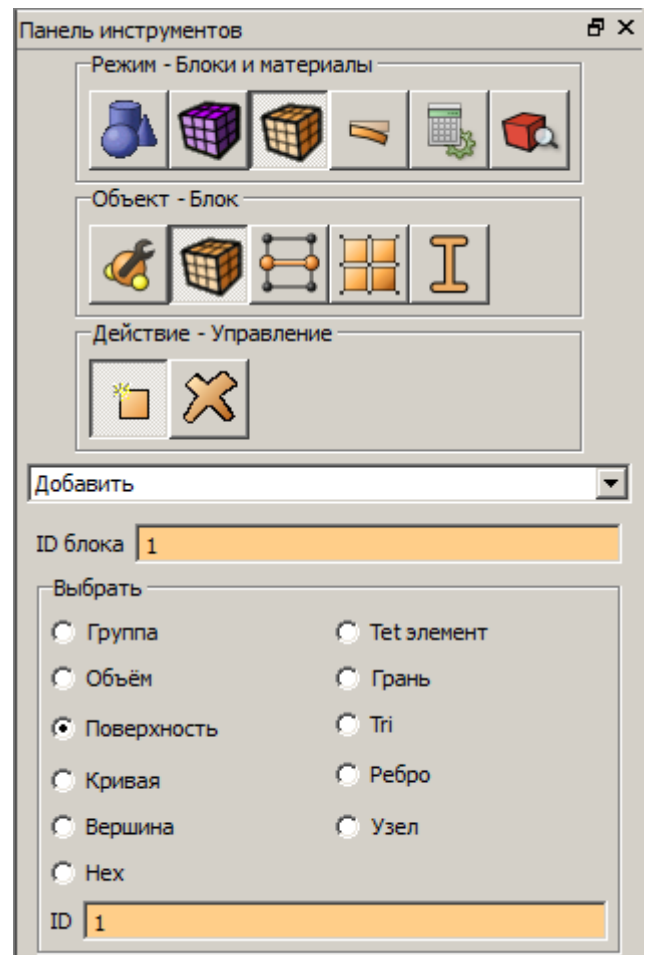 Панель инструментов
Режим - Блоки и материалы
Объект - Блок
Действие - Управление
Добавить
ID блока 1
Выбрать
Группа Tet элемент
Объём Грань
Поверхность Tri
Кривая Ребро
Вершина Узел
Hex
ID 1